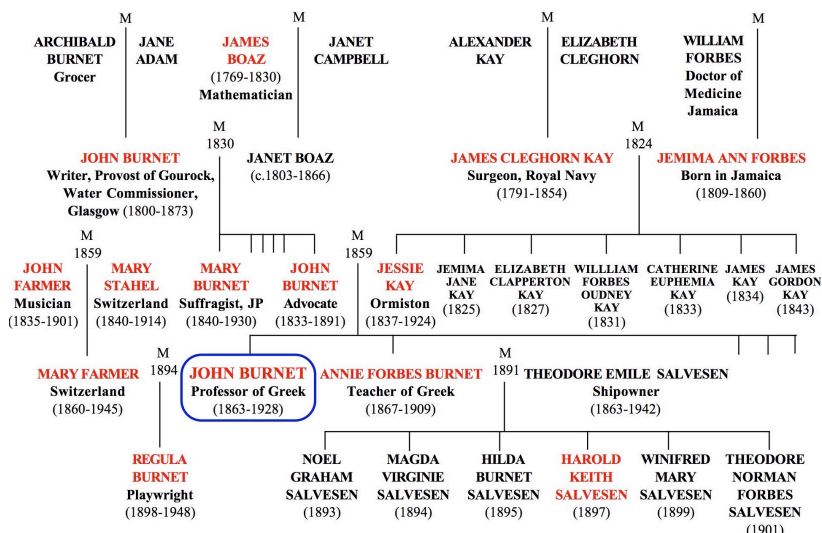 M
M
M
M
ARCHIBALD
BURNET
Grocer
JANE
ADAM
JAMES
BOAZ
(1769-1830)
Mathematician
JANET
CAMPBELL
ALEXANDER
KAY
ELIZABETH
CLEGHORN
WILLIAM
FORBES
Doctor of
Medicine
Jamaica
M
1830
M
1824
JOHN BURNET
Writer, Provost of Gourock,
Water Commissioner,
Glasgow (1800-1873)
JANET BOAZ
(c.1803-1866)
JAMES CLEGHORN KAY
Surgeon, Royal Navy
(1791-1854)
JEMIMA ANN FORBES
Born in Jamaica
(1809-1860)
M
1859
M
1859
JOHN
FARMER
Musician
(1835-1901)
MARY
STAHEL
Switzerland
(1840-1914)
MARY
BURNET
Suffragist, JP
(1840-1930)
JOHN
BURNET
Advocate
(1833-1891)
JESSIE
KAY
Ormiston
(1837-1924)
JEMIMA
JANE
KAY
(1825)
ELIZABETH
CLAPPERTON
KAY
(1827)
WILLLIAM
FORBES
OUDNEY
KAY
(1831)
CATHERINE
EUPHEMIA
KAY
(1833)
JAMES
KAY
(1834)
JAMES
GORDON
KAY
(1843)
M
1894
M
1891
MARY FARMER
Switzerland
(1860-1945)
JOHN BURNET
Professor of Greek
(1863-1928)
ANNIE FORBES BURNET
Teacher of Greek
(1867-1909)
THEODORE EMILE SALVESEN
Shipowner
(1863-1942)
REGULA
BURNET
Playwright
(1898-1948)
NOEL
GRAHAM
SALVESEN
(1893)
MAGDA
VIRGINIE
SALVESEN
(1894)
HILDA
BURNET
SALVESEN
(1895)
HAROLD
KEITH
SALVESEN
(1897)
WINIFRED
MARY
SALVESEN
(1899)
THEODORE
NORMAN
FORBES
SALVESEN
(1901)